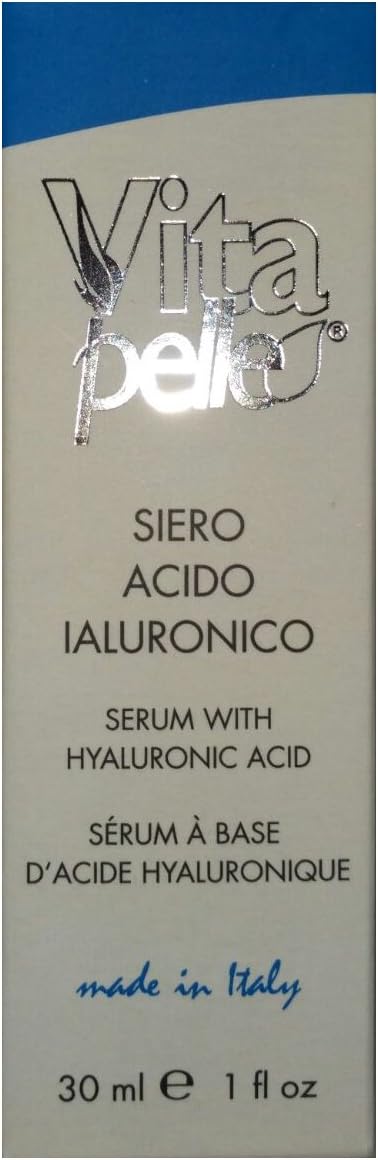 Vita
pelle®
SIERO
ACIDO
IALURONICO
SERUM WITH
HYALURONIC ACID
SÉRUM À BASE
D'ACIDE HYALURONIQUE
made in Italy
30 ml ℮ 1 fl oz